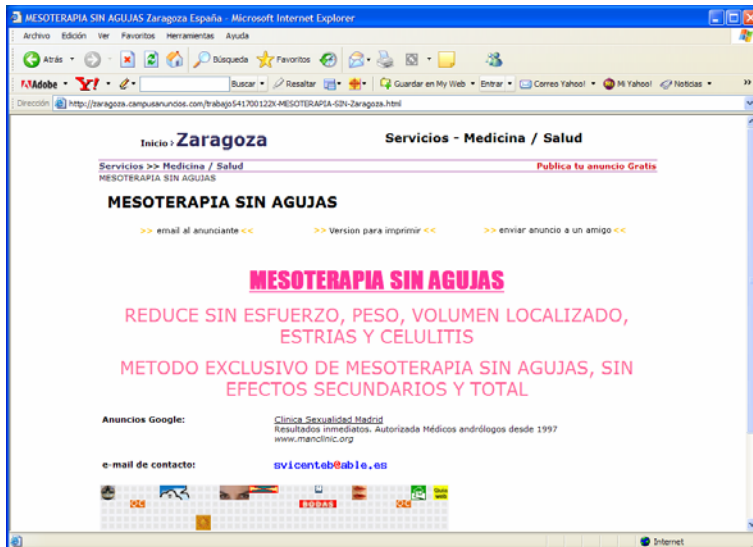 MESOTERAPIA SIN AGUJAS Zaragoza España - Microsoft Internet Explorer
Archivo Edición Ver Favoritos Herramientas Ayuda
Atrás Búsqueda Favoritos
Adobe Y! Buscar Resaltar Guardar en My Web Entrar Correo Yahoo! Mi Yahoo! Noticias »
Dirección http://zaragoza.campusanuncios.com/trabajo541700122X-MESOTERAPIA-SIN-Zaragoza.html
Inicio > Zaragoza Servicios - Medicina / Salud
Servicios >> Medicina / Salud Publica tu anuncio Gratis
MESOTERAPIA SIN AGUJAS
MESOTERAPIA SIN AGUJAS
>> email al anunciante << >> Version para imprimir << >> enviar anuncio a un amigo <<
MESOTERAPIA SIN AGUJAS
REDUCE SIN ESFUERZO, PESO, VOLUMEN LOCALIZADO,
ESTRIAS Y CELULITIS
METODO EXCLUSIVO DE MESOTERAPIA SIN AGUJAS, SIN
EFECTOS SECUNDARIOS Y TOTAL
Anuncios Google: Clinica Sexualidad Madrid
Resultados inmediatos. Autorizada Médicos andrólogos desde 1997
www.manclinic.org
e-mail de contacto: svicenteb@able.es
Guia
web
OC BODAS OC
Internet